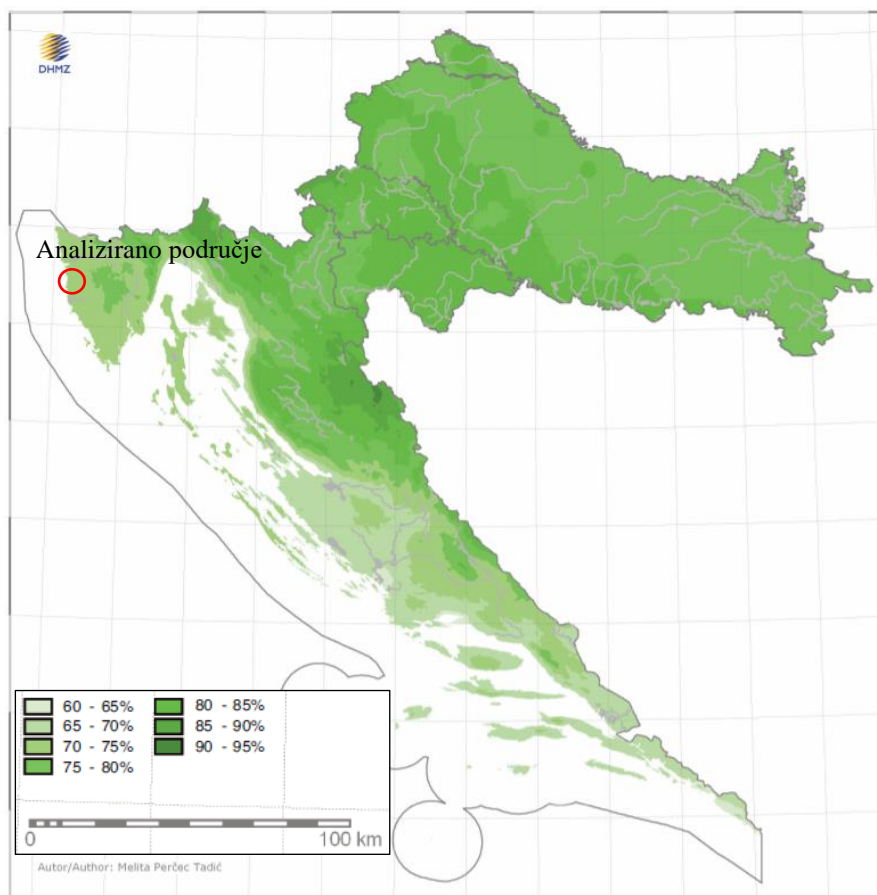 DHMZ
Analizirano područje
60 - 65% 80 - 85%
65 - 70% 85 - 90%
70 - 75% 90 - 95%
75 - 80%
0 100 km
Autor/Author: Melita Perčec Tadić